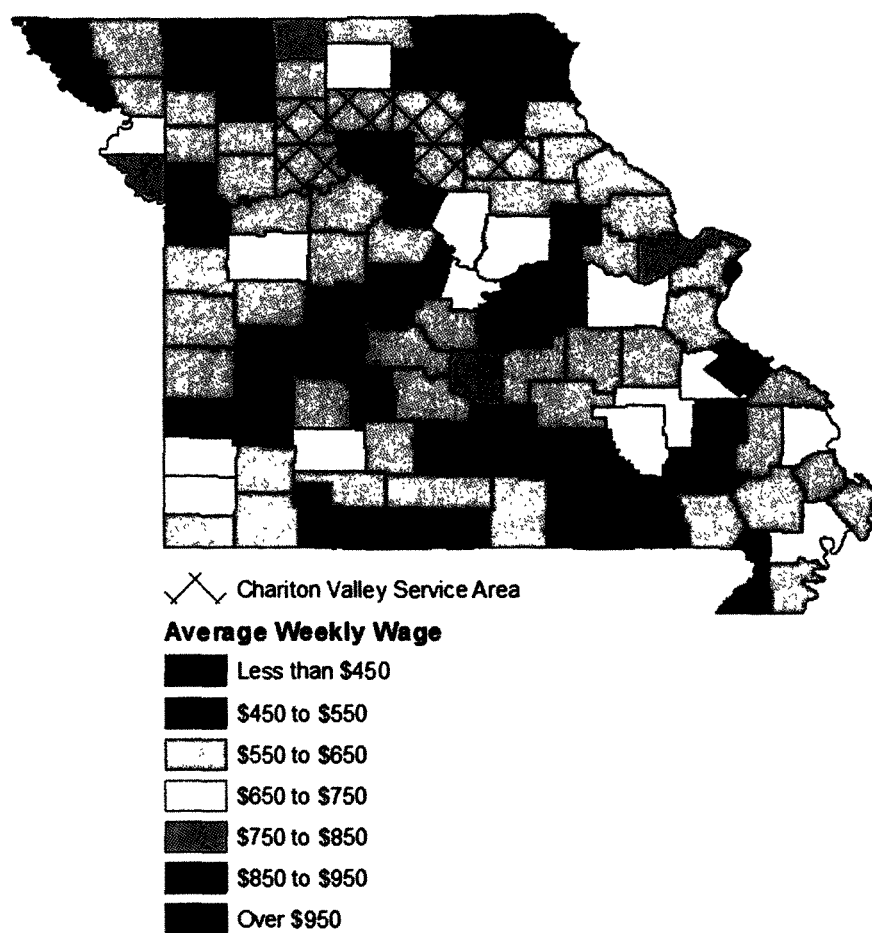 Chariton Valley Service Area
Average Weekly Wage
Less than $450
$450 to $550
$550 to $650
$650 to $750
$750 to $850
$850 to $950
Over $950